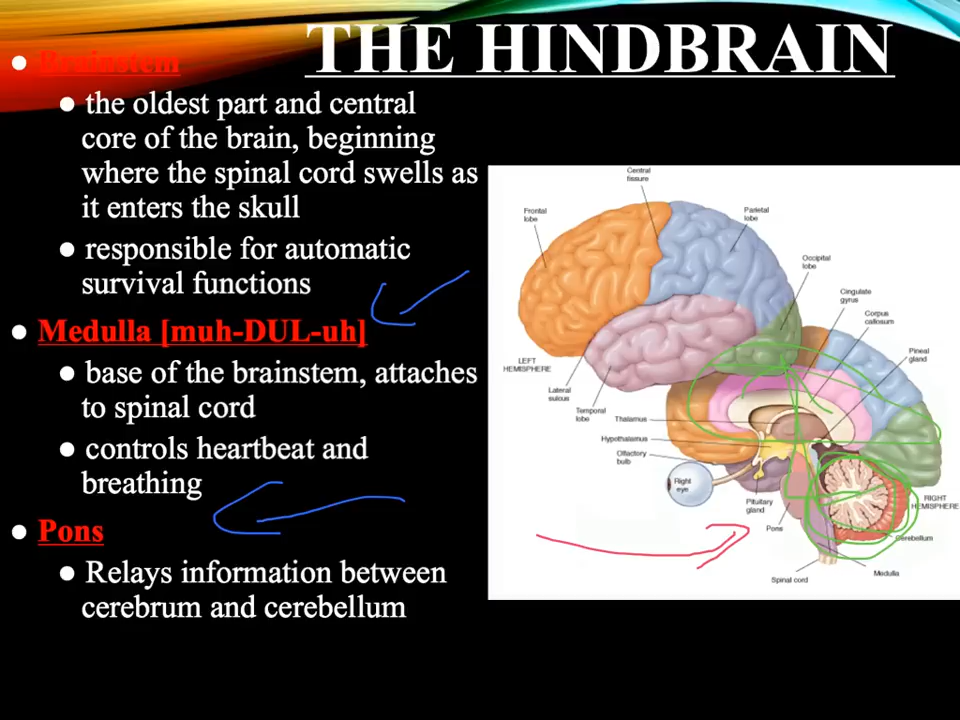 THE HINDBRAIN
● Brainstem
● the oldest part and central
core of the brain, beginning
where the spinal cord swells as
it enters the skull
● responsible for automatic
survival functions
● Medulla [muh-DUL-uh]
● base of the brainstem, attaches
to spinal cord
● controls heartbeat and
breathing
● Pons
● Relays information between
cerebrum and cerebellum
Central
fissure
Frontal
lobe
Parietal
lobe
Occipital
lobe
Cingulate
gyrus
Corpus
callosum
Pineal
gland
LEFT
HEMISPHERE
Lateral
sulcus
Temporal
lobe
Thalamus
Hypothalamus
Olfactory
bulb
Right
eye
Pituitary
gland
Pons
RIGHT
HEMISPHERE
Cerebellum
Medulla
Spinal cord